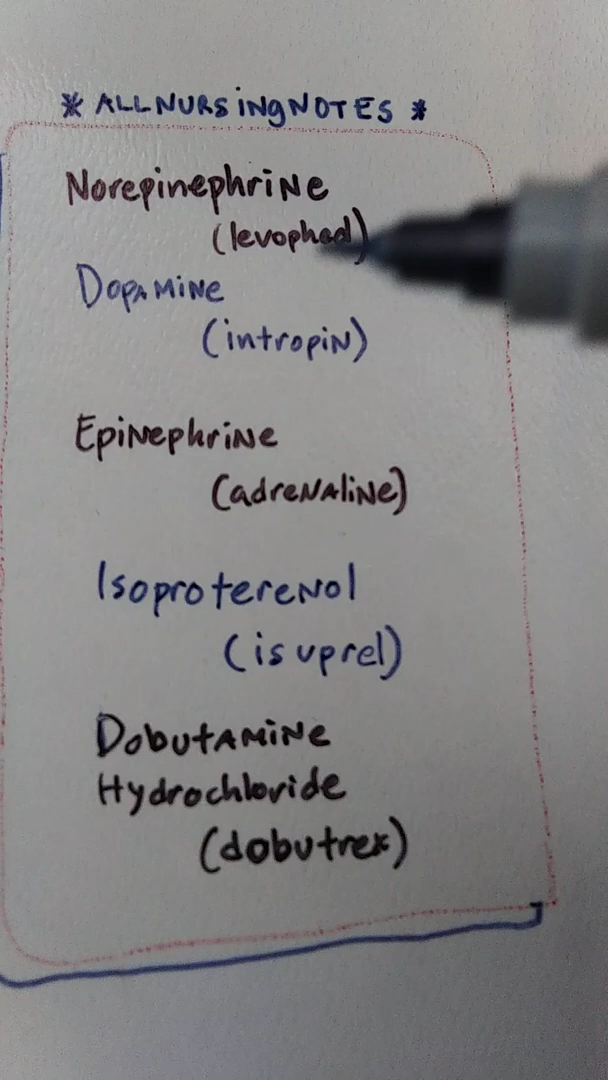 * ALLNURSINGNOTES *
Norepinephrine
(levophed)
Dopamine
(intropin)
Epinephrine
(adrenaline)
Isoproterenol
(isuprel)
Dobutamine
Hydrochloride
(dobutrex)